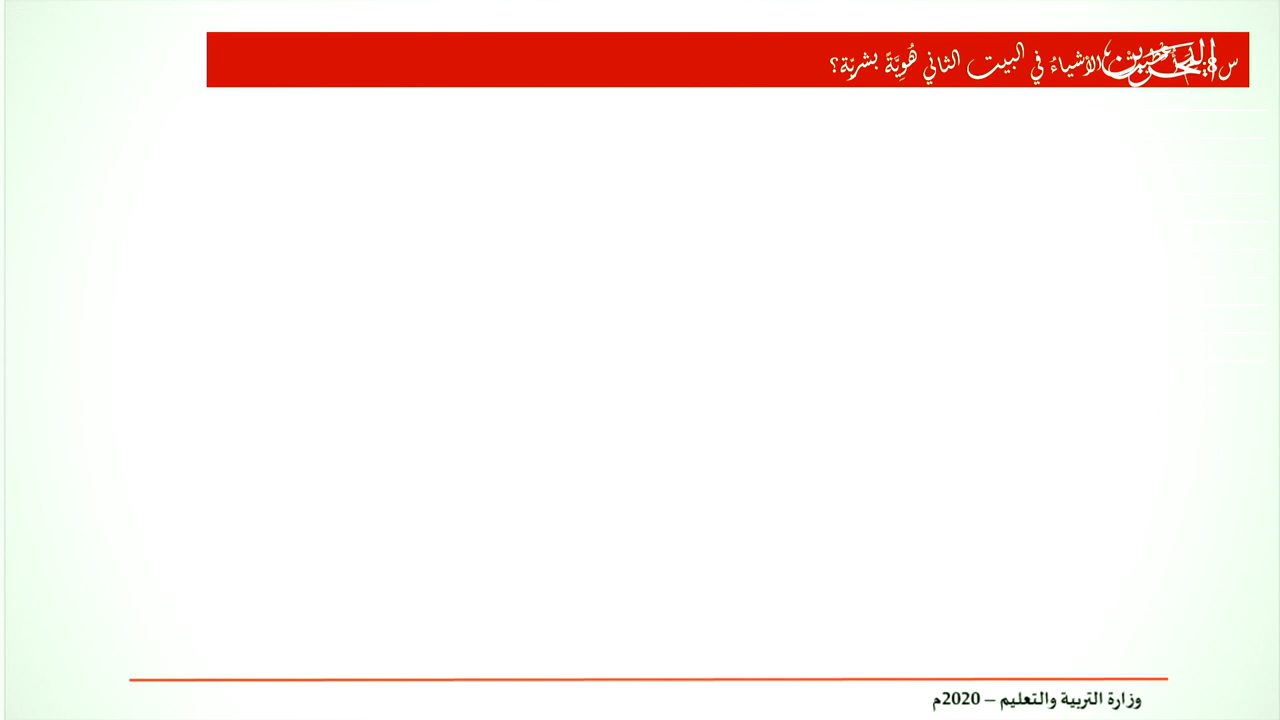 س الأشياءُ في البيت الثاني هُوِيَّةً بشريّة؟
وزارة التربية والتعليم – 2020م